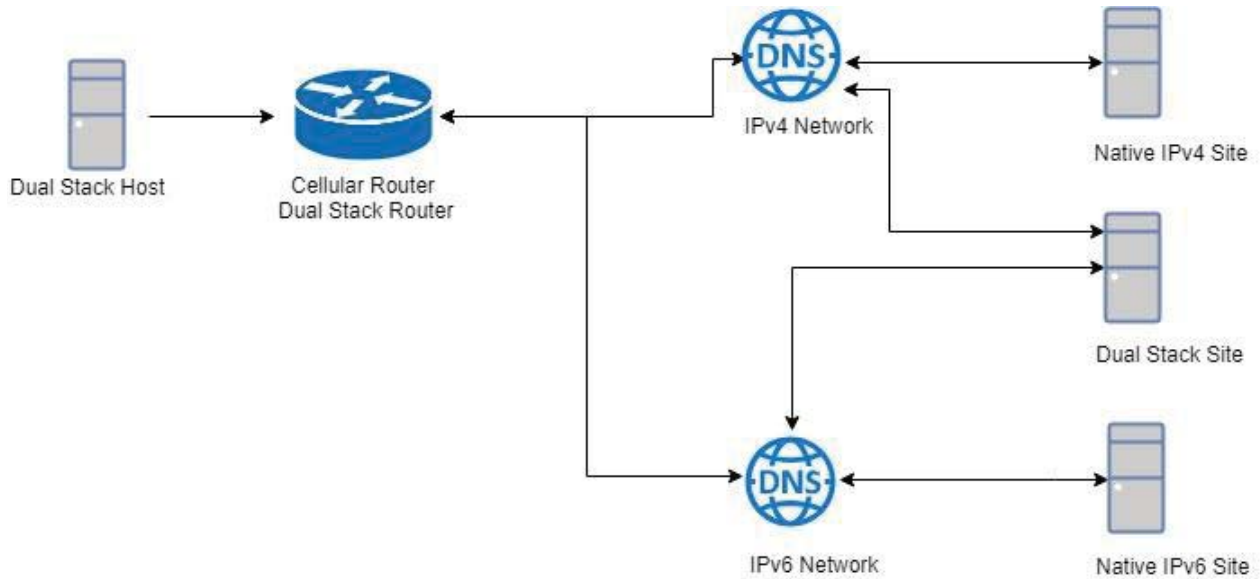 DNS
IPv4 Network
Native IPv4 Site
Dual Stack Host
Cellular Router
Dual Stack Router
Dual Stack Site
DNS
IPv6 Network
Native IPv6 Site